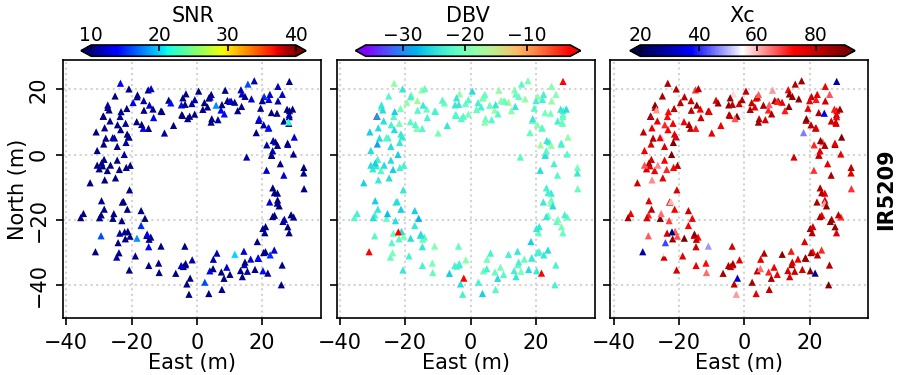 SNR
10 20 30 40
DBV
−30 −20 −10
Xc
20 40 60 80
North (m)
20
0
−20
−40
−40 −20 0 20
East (m)
−40 −20 0 20
East (m)
−40 −20 0 20
East (m)
IR5209